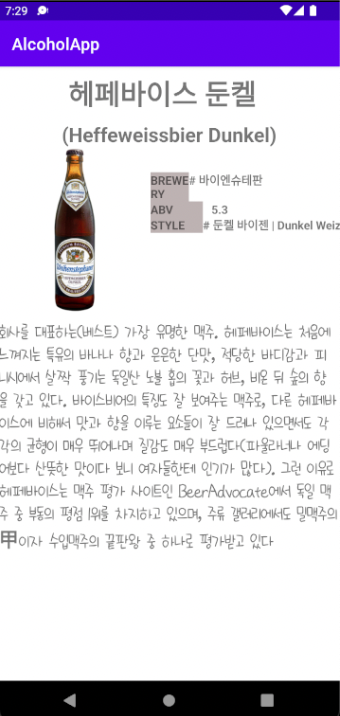 7:29
AlcoholApp
헤페바이스 둔켈
(Heffeweissbier Dunkel)
BREWE# 바이엔슈테판
RY
ABV 5.3
STYLE # 둔켈 바이젠 | Dunkel Weiz
Weihenstephaner
회사를 대표하는(베스트) 가장 유명한 맥주. 헤페바이스는 처음에
느껴지는 특유의 바나나 향과 은은한 단맛, 적당한 바디감과 피
니시에서 살짝 풍기는 독일산 노블 홉의 꽃과 허브, 비온 뒤 숲의 향
을 갖고 있다. 바이스비어의 특징도 잘 보여주는 맥주로, 다른 헤페바
이스에 비해서 맛과 향을 이루는 요소들이 잘 드러나 있으면서도 각
각의 균형이 매우 뛰어나며 질감도 매우 부드럽다(파울라너나 에딩
어보다 산뜻한 맛이다 보니 여자들한테 인기가 많다). 그런 이유로
헤페바이스는 맥주 평가 사이트인 BeerAdvocate에서 독일 맥
주 중 부동의 평점 1위를 차지하고 있으며, 주류 갤러리에서도 밀맥주의
甲이자 수입맥주의 끝판왕 중 하나로 평가받고 있다